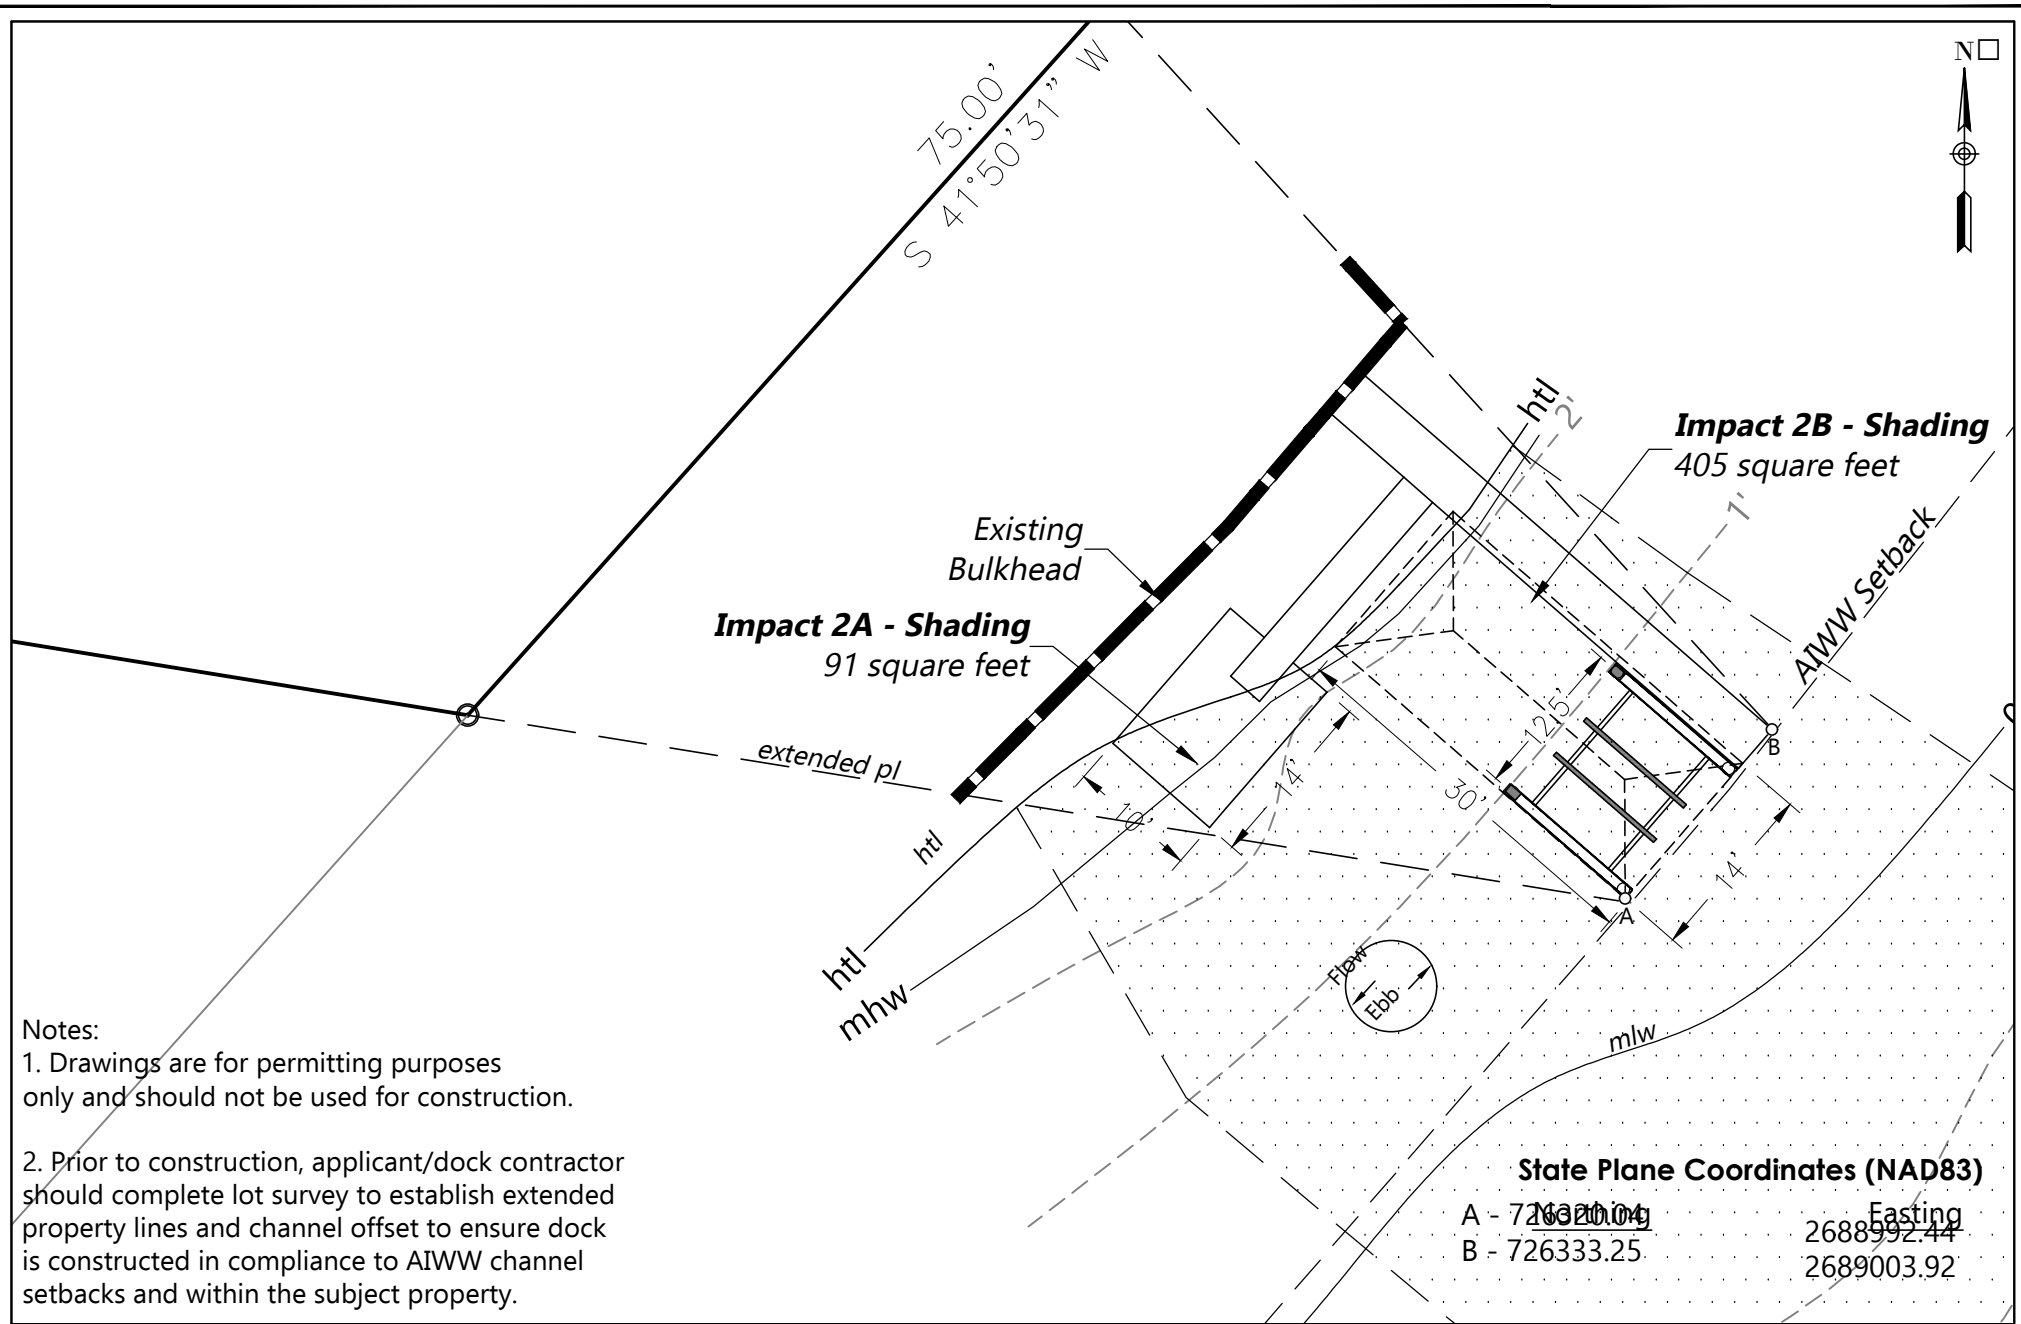 N
75.00'
S 41°50'31" W
htl
2'
Impact 2B - Shading
405 square feet
1'
AIWW Setback
Existing
Bulkhead
Impact 2A - Shading
91 square feet
12.5'
B
extended pl
14'
30'
10'
14'
htl
A
htl
mhw
Flow
Ebb
mlw
Notes:
1. Drawings are for permitting purposes
only and should not be used for construction.
2. Prior to construction, applicant/dock contractor
should complete lot survey to establish extended
property lines and channel offset to ensure dock
is constructed in compliance to AIWW channel
setbacks and within the subject property.
State Plane Coordinates (NAD83)
Northing Easting
A - 726320.04 2688992.44
B - 726333.25 2689003.92